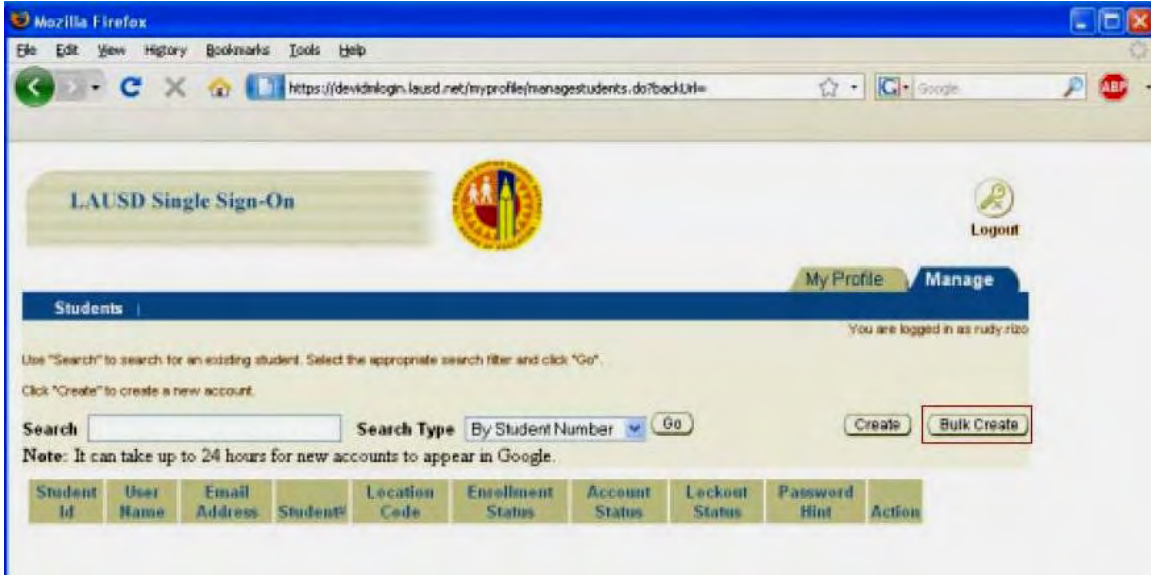 Mozilla Firefox
File Edit View History Bookmarks Tools Help
https://devidmlogin.lausd.net/myprofile/managestudents.do?backUrl= G Google ABP
LAUSD Single Sign-On
Logout
My Profile Manage
Students |
You are logged in as rudy.rizo
Use "Search" to search for an existing student. Select the appropriate search filter and click "Go".
Click "Create" to create a new account.
Search Search Type By Student Number Go Create Bulk Create
Note: It can take up to 24 hours for new accounts to appear in Google.
Student User Email Location Enrollment Account Lockout Password
Id Name Address Student Code Status Status Status Hint Action